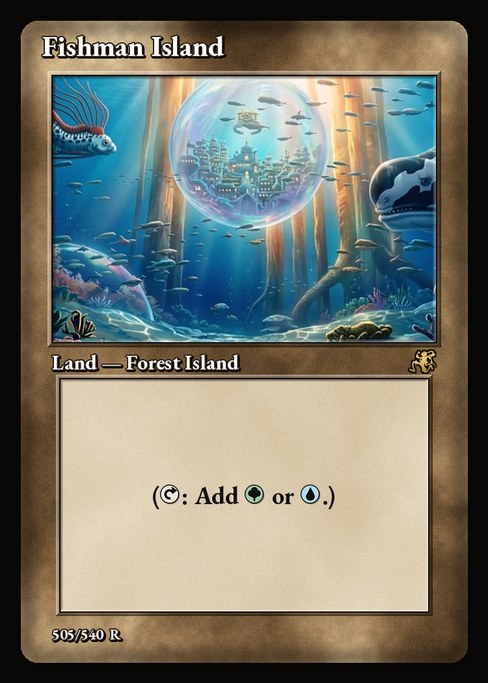 Fishman Island
Land — Forest Island
(: Add or .)
505/540 R